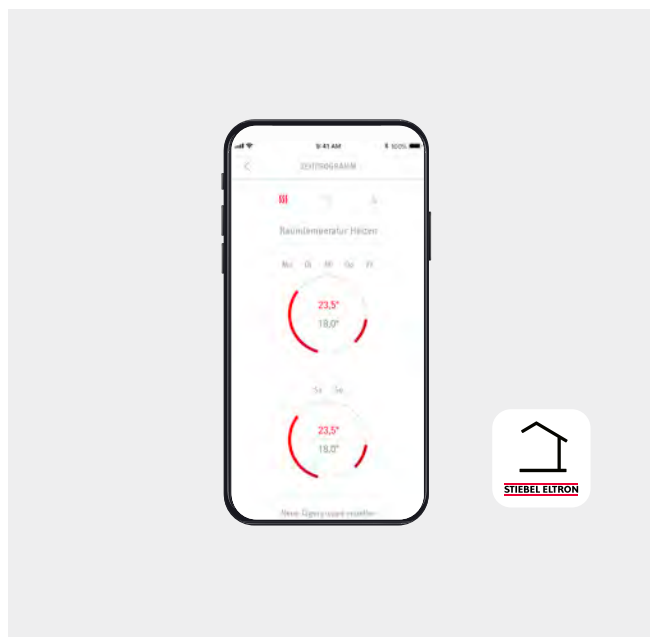 9:41 AM
100%
ZEITPROGRAMM
Raumtemperatur Heizen
Mo Di Mi Do Fr
23,5°
18,0°
Sa So
23,5°
18,0°
STIEBEL ELTRON